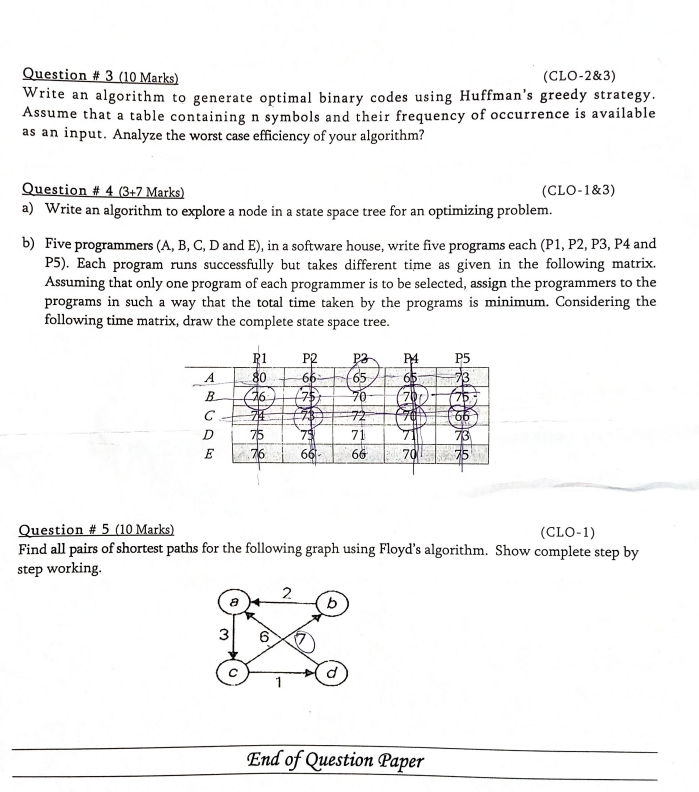 Question # 3 (10 Marks) (CLO-2&3)
Write an algorithm to generate optimal binary codes using Huffman's greedy strategy.
Assume that a table containing n symbols and their frequency of occurrence is available
as an input. Analyze the worst case efficiency of your algorithm?
Question # 4 (3+7 Marks) (CLO-1&3)
a) Write an algorithm to explore a node in a state space tree for an optimizing problem.
b) Five programmers (A, B, C, D and E), in a software house, write five programs each (P1, P2, P3, P4 and
P5). Each program runs successfully but takes different time as given in the following matrix.
Assuming that only one program of each programmer is to be selected, assign the programmers to the
programs in such a way that the total time taken by the programs is minimum. Considering the
following time matrix, draw the complete state space tree.
P1 P2 P3 P4 P5
A 80 66 65 65 73
B 76 75 70 70 75
C 74 73 72 70 66
D 75 75 71 71 73
E 76 66 66 70 75
Question # 5 (10 Marks) (CLO-1)
Find all pairs of shortest paths for the following graph using Floyd's algorithm. Show complete step by
step working.
a 2 b
3 6 7
c 1 d
End of Question Paper